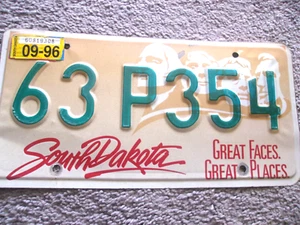 09-96
63 P354
South Dakota
GREAT FACES.
GREAT PLACES.